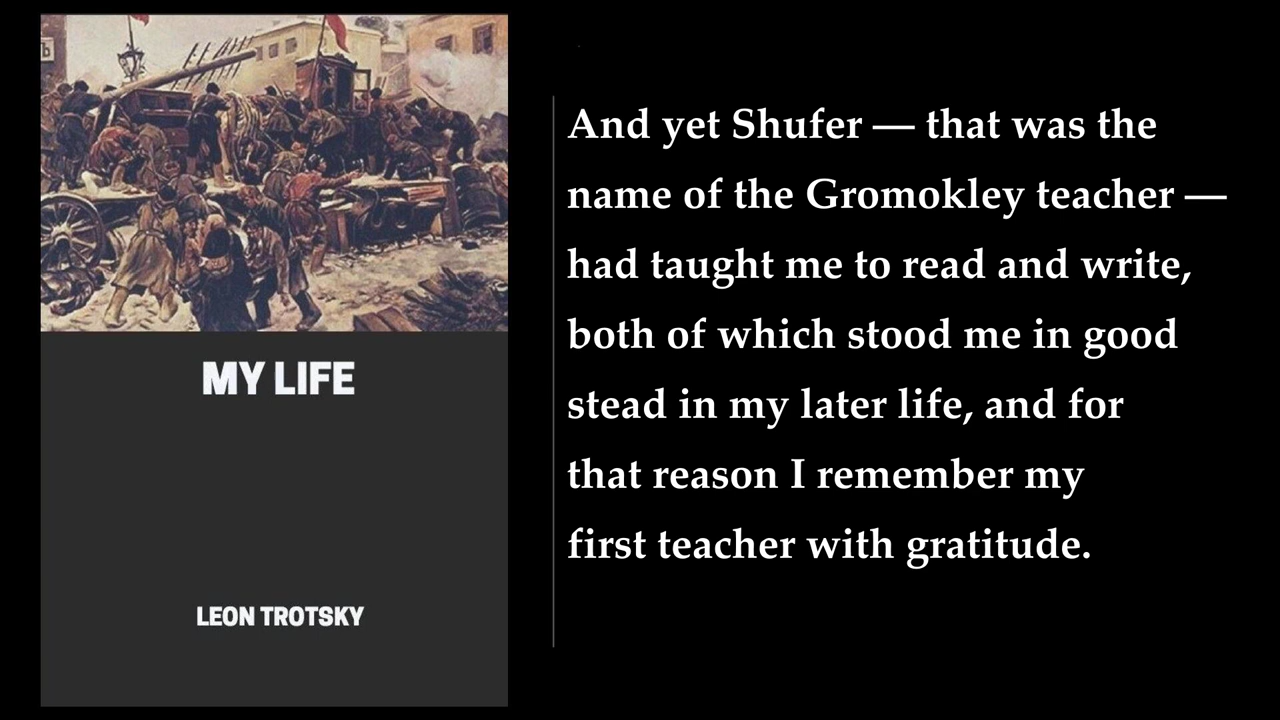 MY LIFE
LEON TROTSKY
And yet Shufer — that was the
name of the Gromokley teacher —
had taught me to read and write,
both of which stood me in good
stead in my later life, and for
that reason I remember my
first teacher with gratitude.